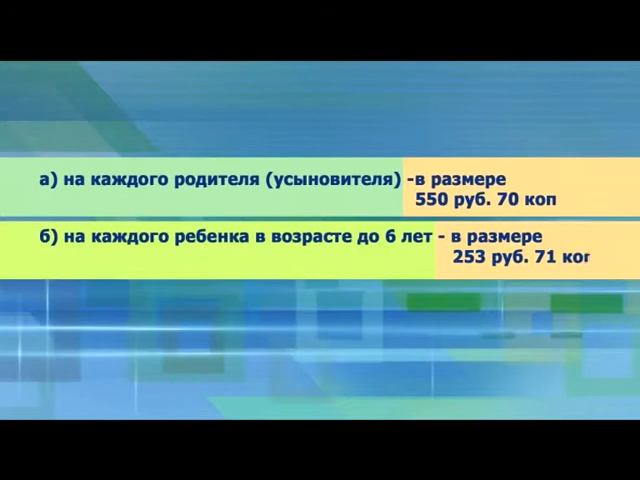 а) на каждого родителя (усыновителя) -в размере
550 руб. 70 коп
б) на каждого ребенка в возрасте до 6 лет - в размере
253 руб. 71